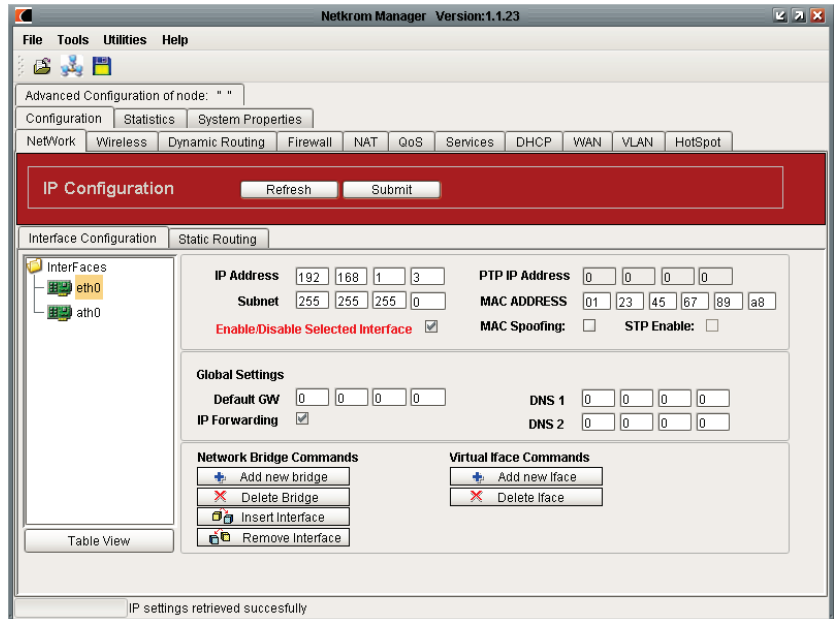 Netkrom Manager Version:1.1.23
File Tools Utilities Help
Advanced Configuration of node: " "
Configuration Statistics System Properties
NetWork Wireless Dynamic Routing Firewall NAT QoS Services DHCP WAN VLAN HotSpot
IP Configuration Refresh Submit
Interface Configuration Static Routing
InterFaces
eth0
ath0
Table View
IP Address 192 168 1 3 PTP IP Address 0 0 0 0
Subnet 255 255 255 0 MAC ADDRESS 01 23 45 67 89 a8
Enable/Disable Selected Interface MAC Spoofing: STP Enable:
Global Settings
Default GW 0 0 0 0 DNS 1 0 0 0 0
IP Forwarding DNS 2 0 0 0 0
Network Bridge Commands Virtual Iface Commands
Add new bridge Add new Iface
Delete Bridge Delete Iface
Insert Interface
Remove Interface
IP settings retrieved succesfully